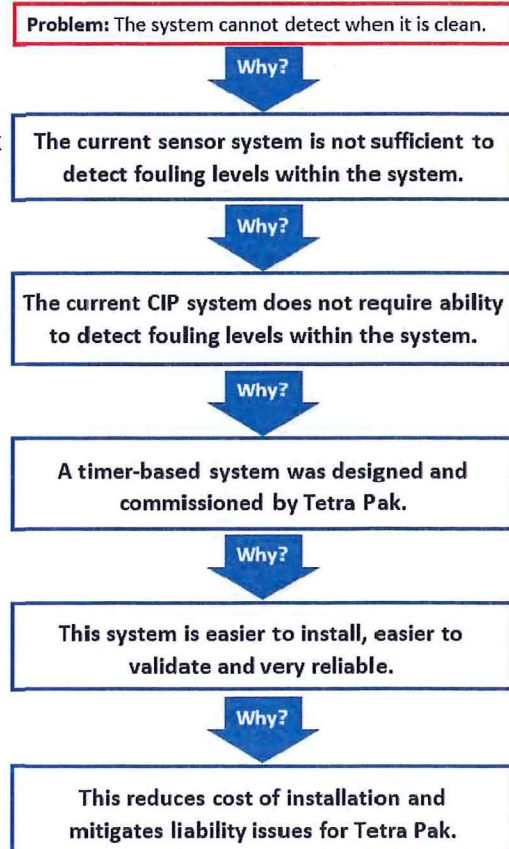 Problem: The system cannot detect when it is clean.
Why?
The current sensor system is not sufficient to
detect fouling levels within the system.
Why?
The current CIP system does not require ability
to detect fouling levels within the system.
Why?
A timer-based system was designed and
commissioned by Tetra Pak.
Why?
This system is easier to install, easier to
validate and very reliable.
Why?
This reduces cost of installation and
mitigates liability issues for Tetra Pak.